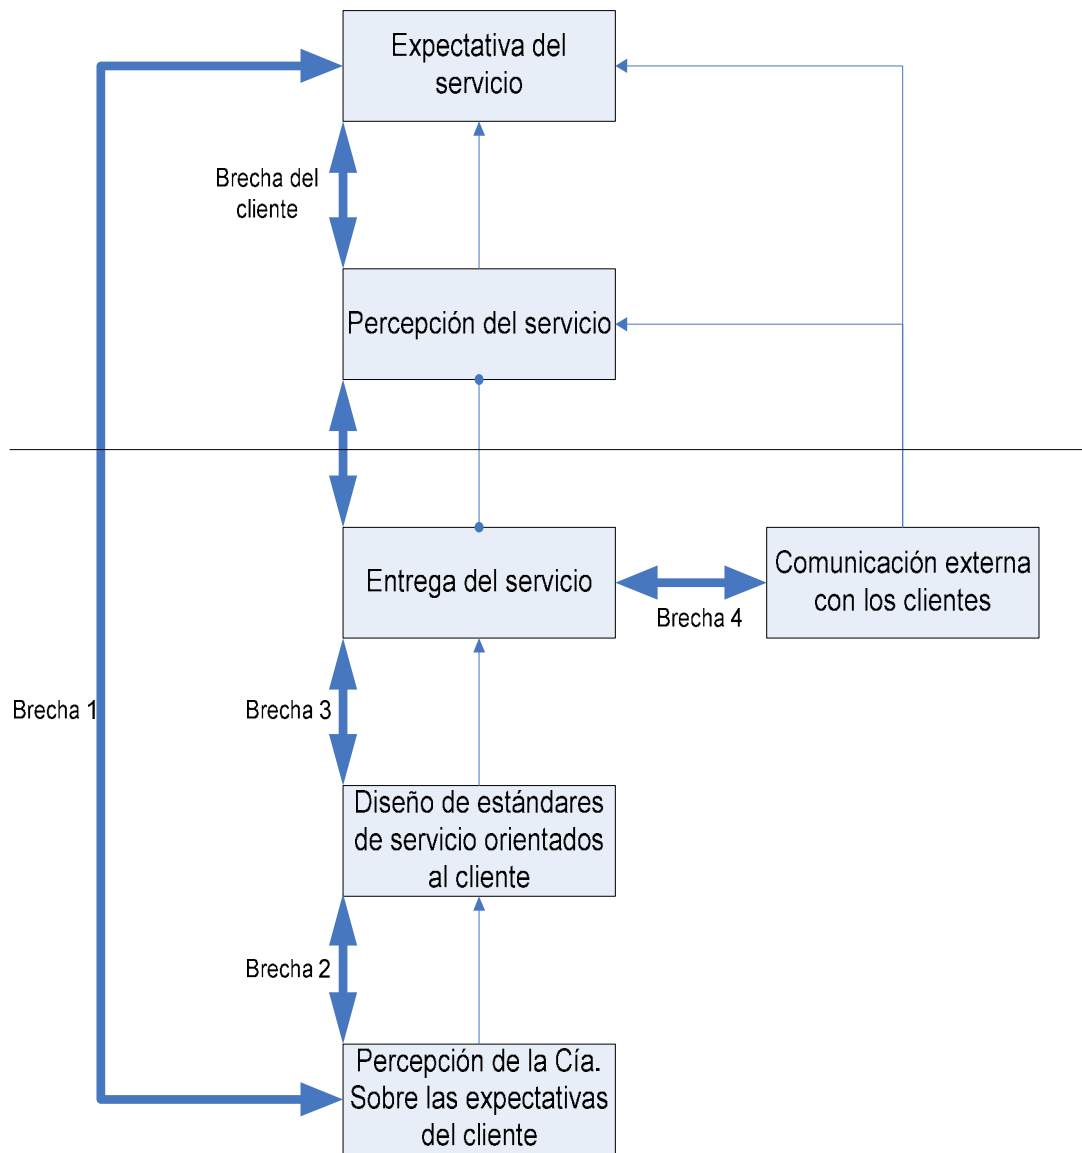 Expectativa del
servicio
Brecha del
cliente
Percepción del servicio
Entrega del servicio
Comunicación externa
con los clientes
Brecha 4
Brecha 1
Brecha 3
Diseño de estándares
de servicio orientados
al cliente
Brecha 2
Percepción de la Cía.
Sobre las expectativas
del cliente